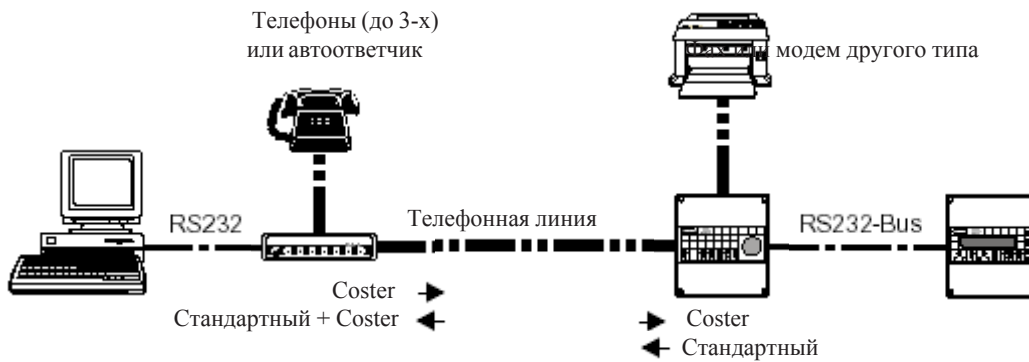 Телефоны (до 3-х)
или автоответчик
модем другого типа
RS232
Телефонная линия
RS232-Bus
Coster
Стандартный + Coster
Coster
Стандартный